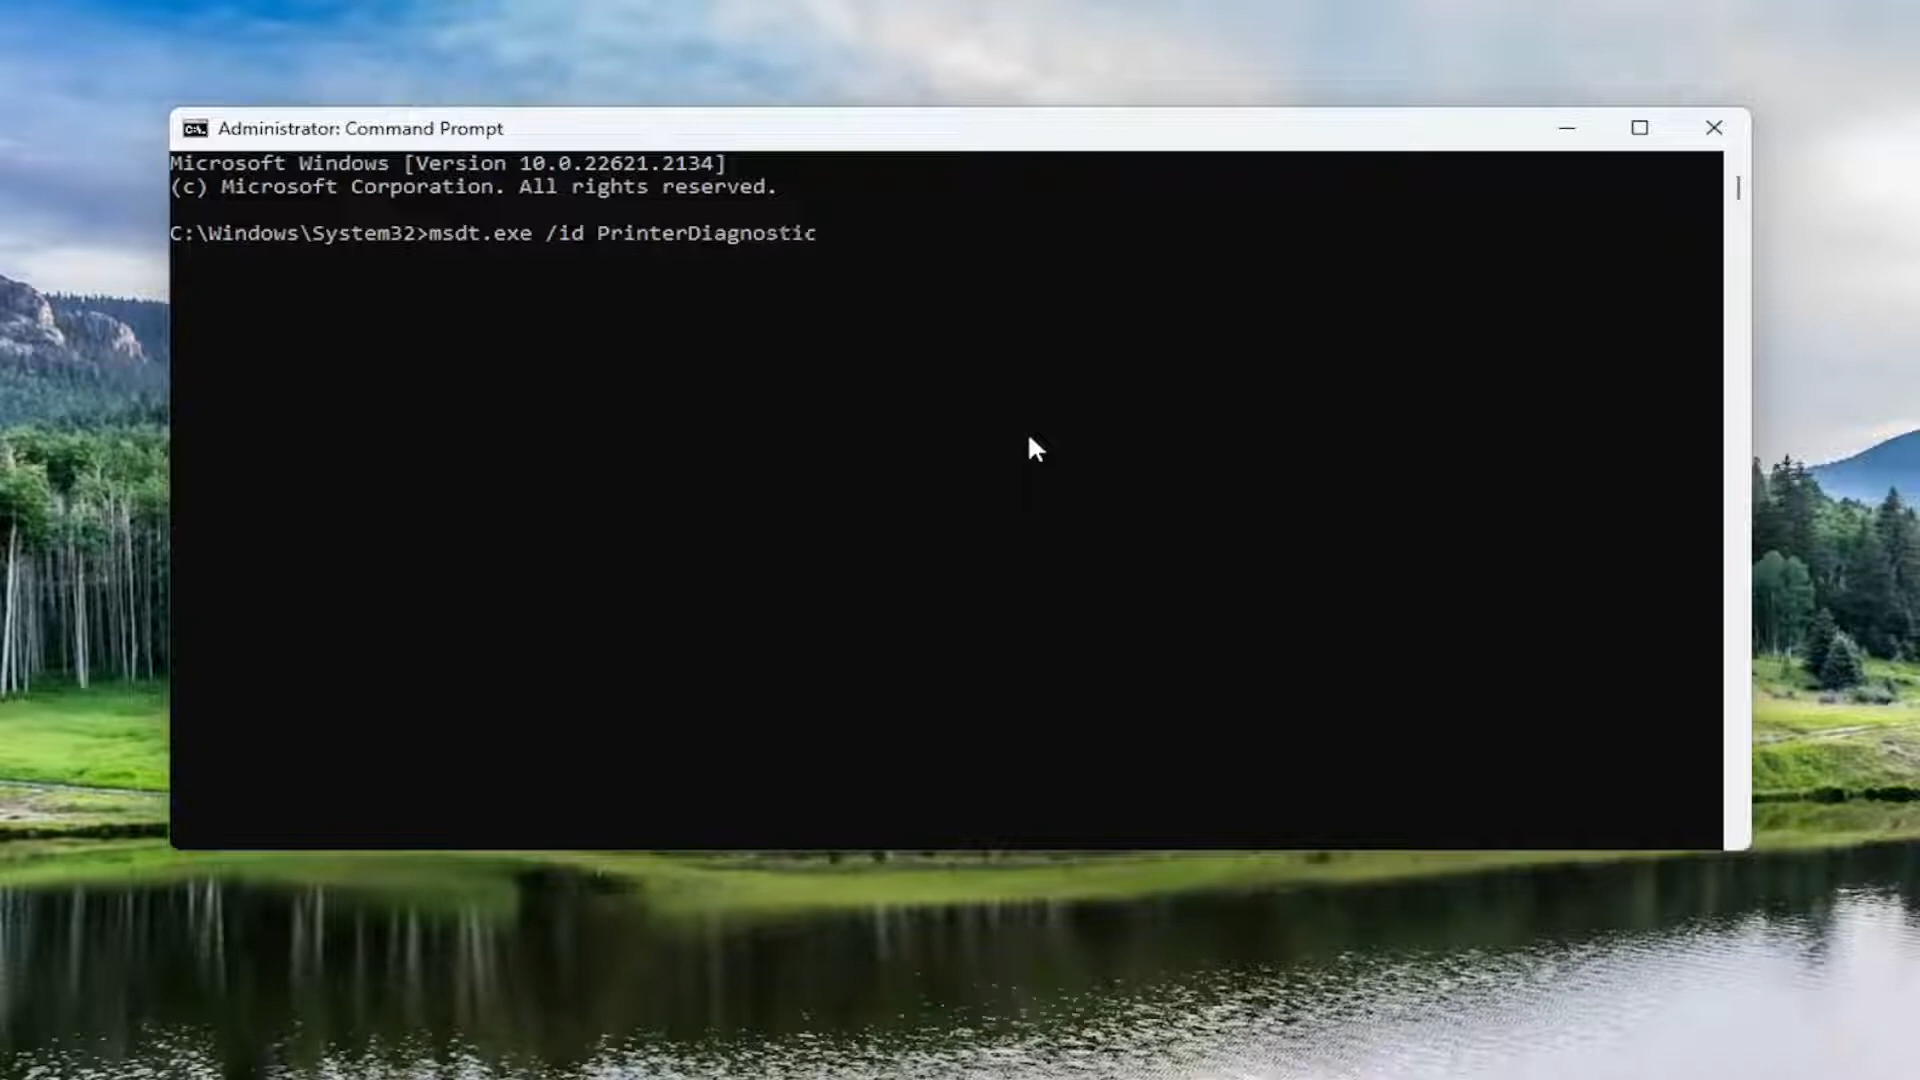 Administrator: Command Prompt
Microsoft Windows [Version 10.0.22621.2134]
(c) Microsoft Corporation. All rights reserved.
C:\Windows\System32>msdt.exe /id PrinterDiagnostic